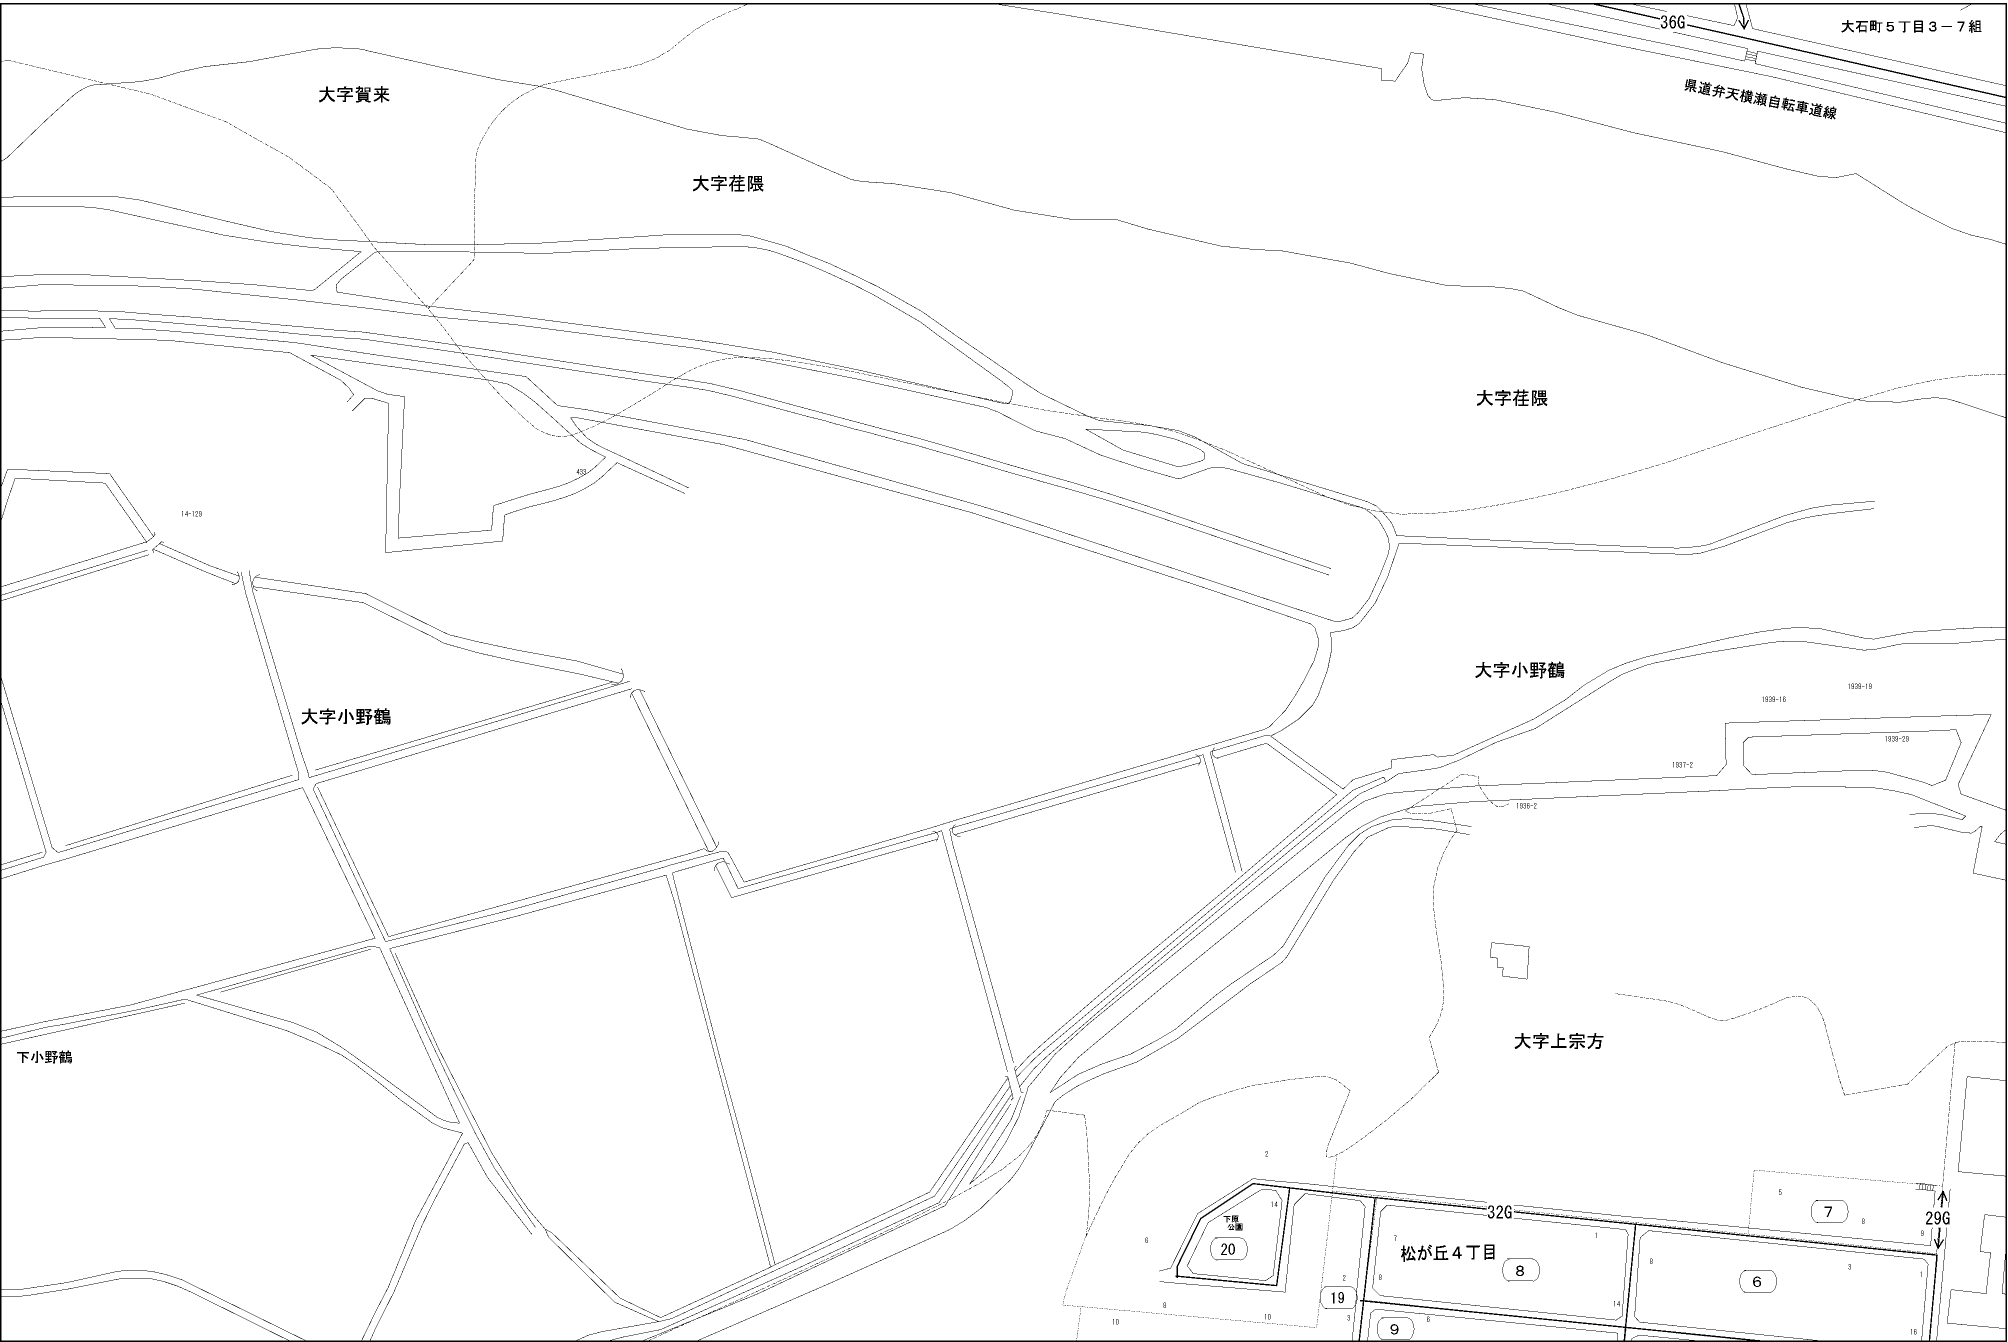 36G
大石町５丁目３－７組
県道弁天横瀬自転車道線
大字賀来
大字荏隈
大字荏隈
433
14-129
大字小野鶴
1939-19
1939-16
大字小野鶴
1939-29
1937-2
1936-2
大字上宗方
下小野鶴
2
5
7
8
9
29G
14
下原
公園
20
32G
7
1
松が丘４丁目
8
8
14
8
3
1
6
16
6
2
19
3
9
6
8
10
10